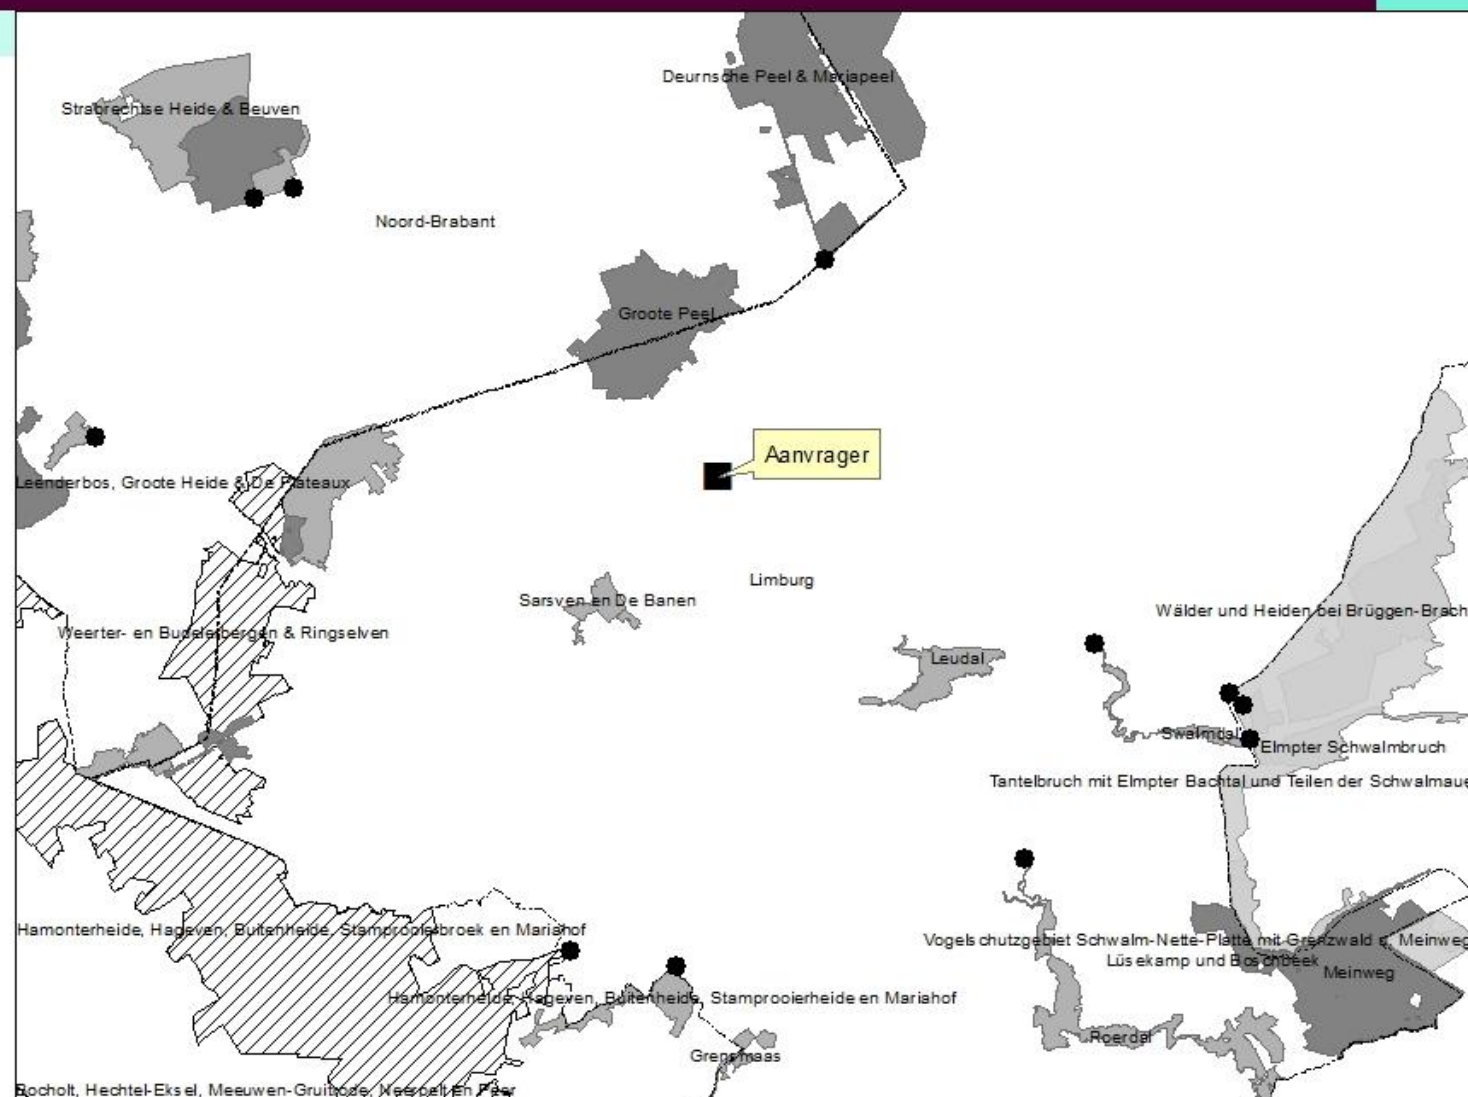 Deurnsche Peel & Mariapeel
Strabrechtse Heide & Beuven
Noord-Brabant
Groote Peel
Aanvrager
Leenderbos, Groote Heide & De Plateaux
Limburg
Sarsven en De Banen
Wälder und Heiden bei Brüggen-Brach
Weerter- en Budelerbergen & Ringselven
Leudal
Swalmdal
Elmpter Schwalmbruch
Tantelbruch mit Elmpter Bachtal und Teilen der Schwalmaue
Hamonterheide, Hageven, Buitenheide, Stamprooierbroek en Mariahof
Vogelschutzgebiet Schwalm-Nette-Platte mit Grenzwald u. Meinweg
Lüsekamp und Boschbeek
Meinweg
Hamonterheide, Hageven, Buitenheide, Stamprooierheide en Mariahof
Roerdal
Grensmaas
Bocholt, Hechtel-Eksel, Meeuwen-Gruitrode, Neerpelt en Peer